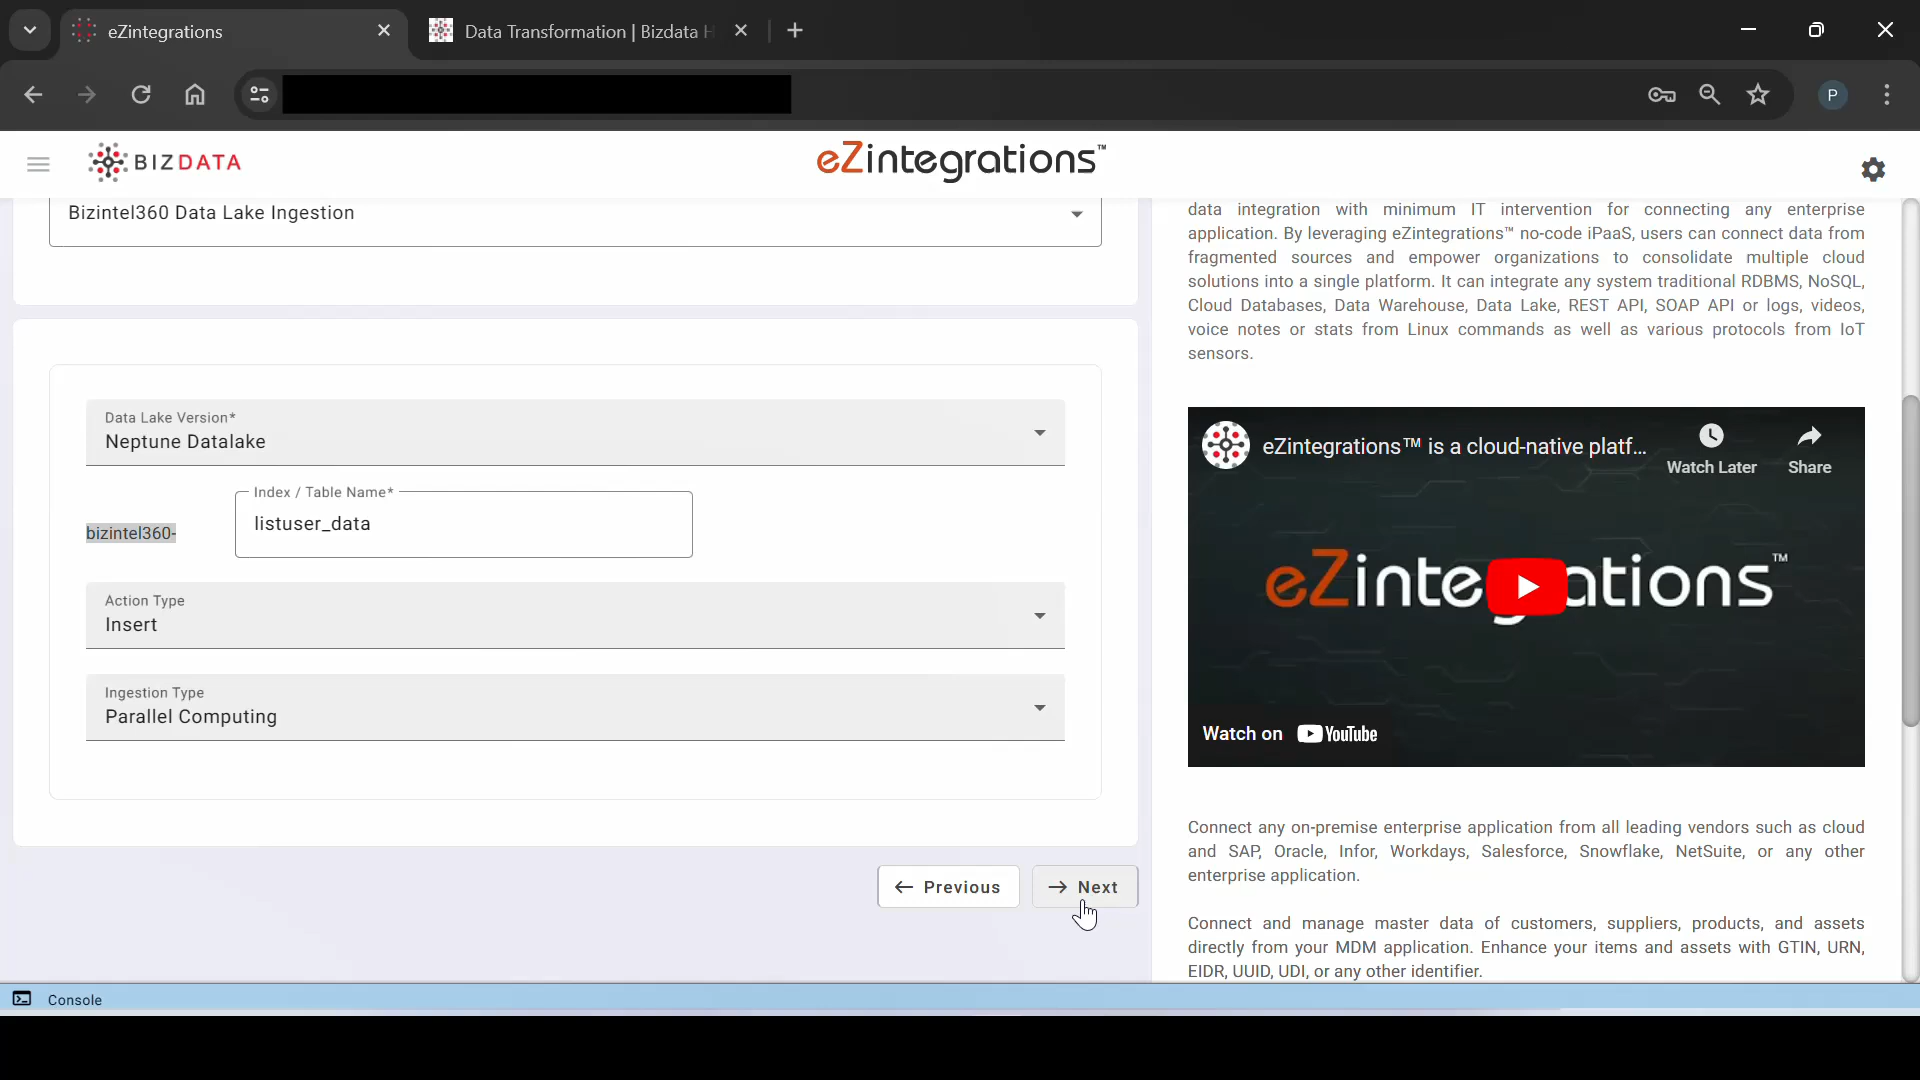 eZintegrations
Data Transformation | Bizdata H
P
BIZDATA
eZintegrations™
Bizintel360 Data Lake Ingestion
Data Lake Version*
Neptune Datalake
bizintel360-
Index / Table Name*
listuser_data
Action Type
Insert
Ingestion Type
Parallel Computing
Previous
Next
data integration with minimum IT intervention for connecting any enterprise
application. By leveraging eZintegrations™ no-code iPaaS, users can connect data from
fragmented sources and empower organizations to consolidate multiple cloud
solutions into a single platform. It can integrate any system traditional RDBMS, NoSQL,
Cloud Databases, Data Warehouse, Data Lake, REST API, SOAP API or logs, videos,
voice notes or stats from Linux commands as well as various protocols from IoT
sensors.
eZintegrations™ is a cloud-native platf...
Watch Later
Share
eZintegrations™
Watch on YouTube
Connect any on-premise enterprise application from all leading vendors such as cloud
and SAP, Oracle, Infor, Workdays, Salesforce, Snowflake, NetSuite, or any other
enterprise application.
Connect and manage master data of customers, suppliers, products, and assets
directly from your MDM application. Enhance your items and assets with GTIN, URN,
EIDR, UUID, UDI, or any other identifier.
Console